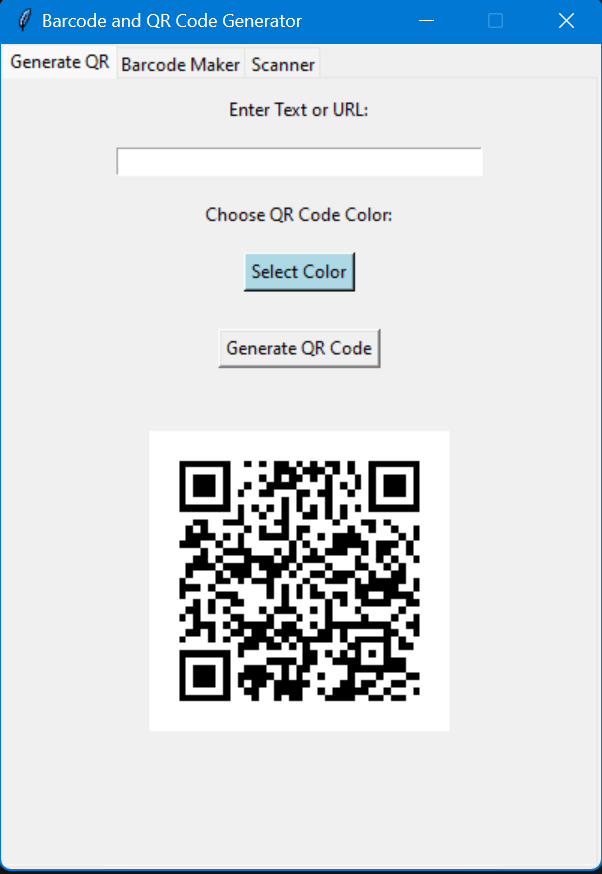 Barcode and QR Code Generator
Generate QR Barcode Maker Scanner
Enter Text or URL:
Choose QR Code Color:
Select Color
Generate QR Code